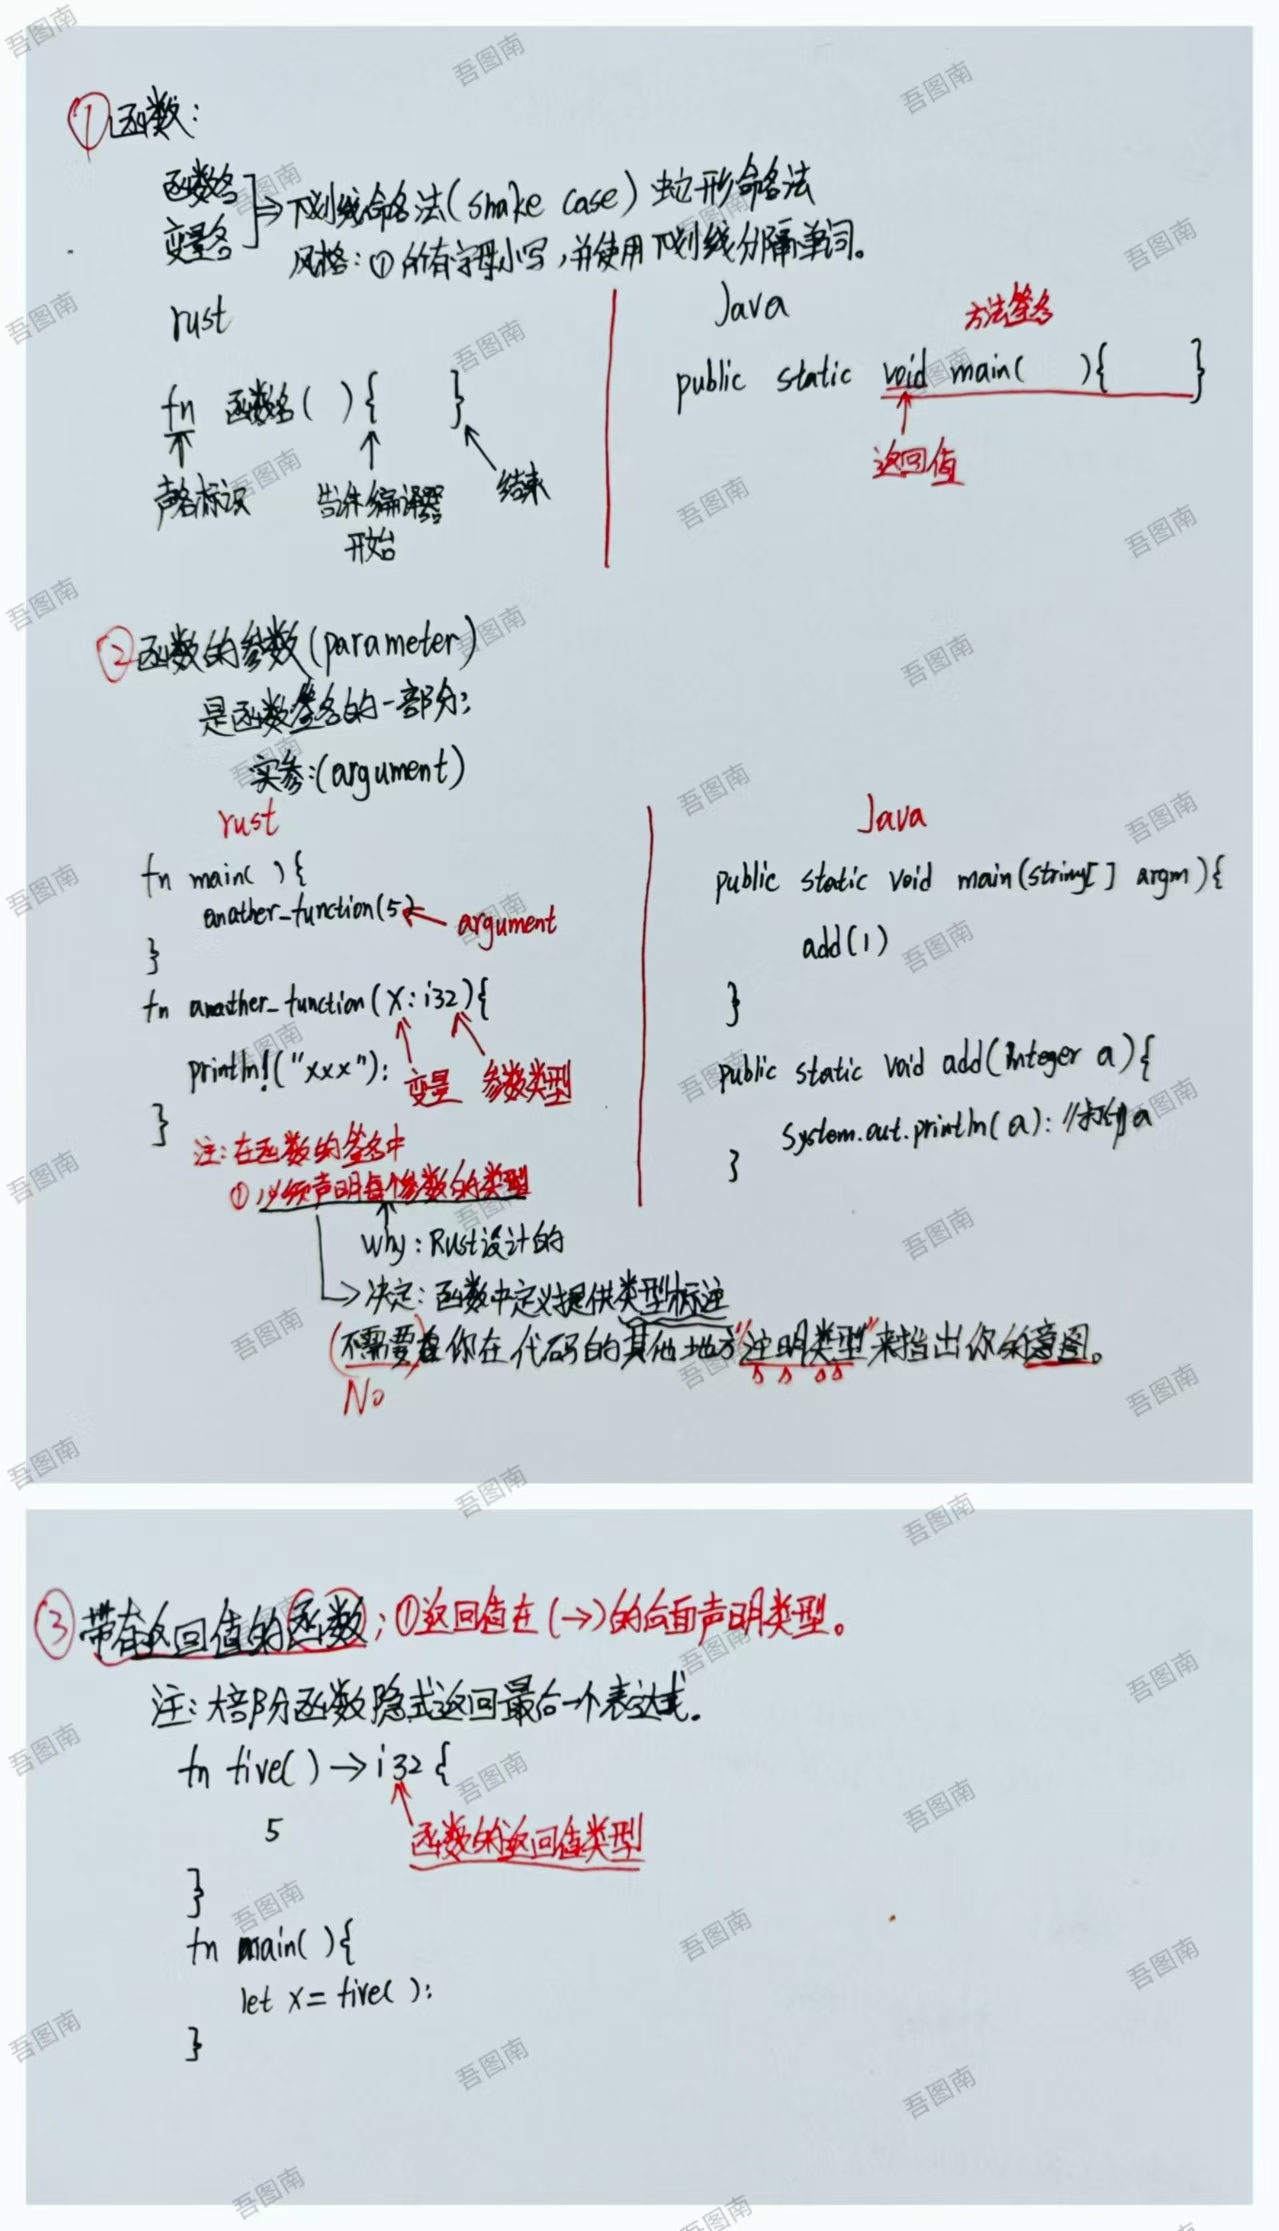 ①函数:
函数名
变量名
⇒下划线命名法(snake case) 蛇形命名法
风格:①所有字母小写,并使用下划线分隔单词。
rust
fn 函数名( ){ }
声名标识
告诉编译器
开始
结束
Java
方法签名
public static void main( ){ }
返回值
②函数的参数(parameter)
是函数签名的一部分;
实参:(argument)
rust
fn main( ){
anather_function(5)
argument
}
fn anather_function(x:i32){
println!("xxx");
变量 参数类型
}
注:在函数的签名中
①必须声明每个参数的类型
Why:Rust设计的
决定:函数中定义提供类型标注
(不需要)你在代码的其他地方"注明类型"来指出你的意图。
No
Java
public static void main(string[] argm){
add(1)
}
public static void add(Integer a){
System.out.println(a); //打印a
}
③带有返回值的函数;①返回值在(→)的后面声明类型。
注:大部分函数隐式返回最后一个表达式。
fn five()→i32{
5
函数的返回值类型
}
fn main( ){
let x=five( );
}
吾图南